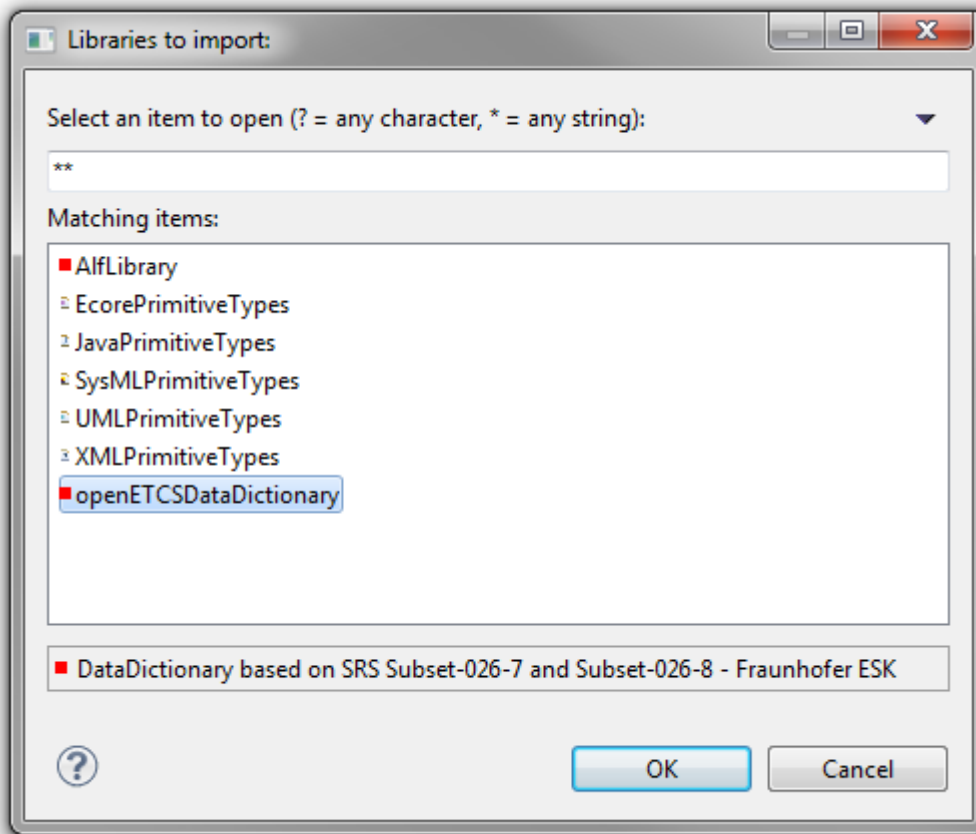 Libraries to import:
Select an item to open (? = any character, * = any string):
**
Matching items:
AlfLibrary
EcorePrimitiveTypes
JavaPrimitiveTypes
SysMLPrimitiveTypes
UMLPrimitiveTypes
XMLPrimitiveTypes
openETCSDataDictionary
DataDictionary based on SRS Subset-026-7 and Subset-026-8 - Fraunhofer ESK
?
OK
Cancel